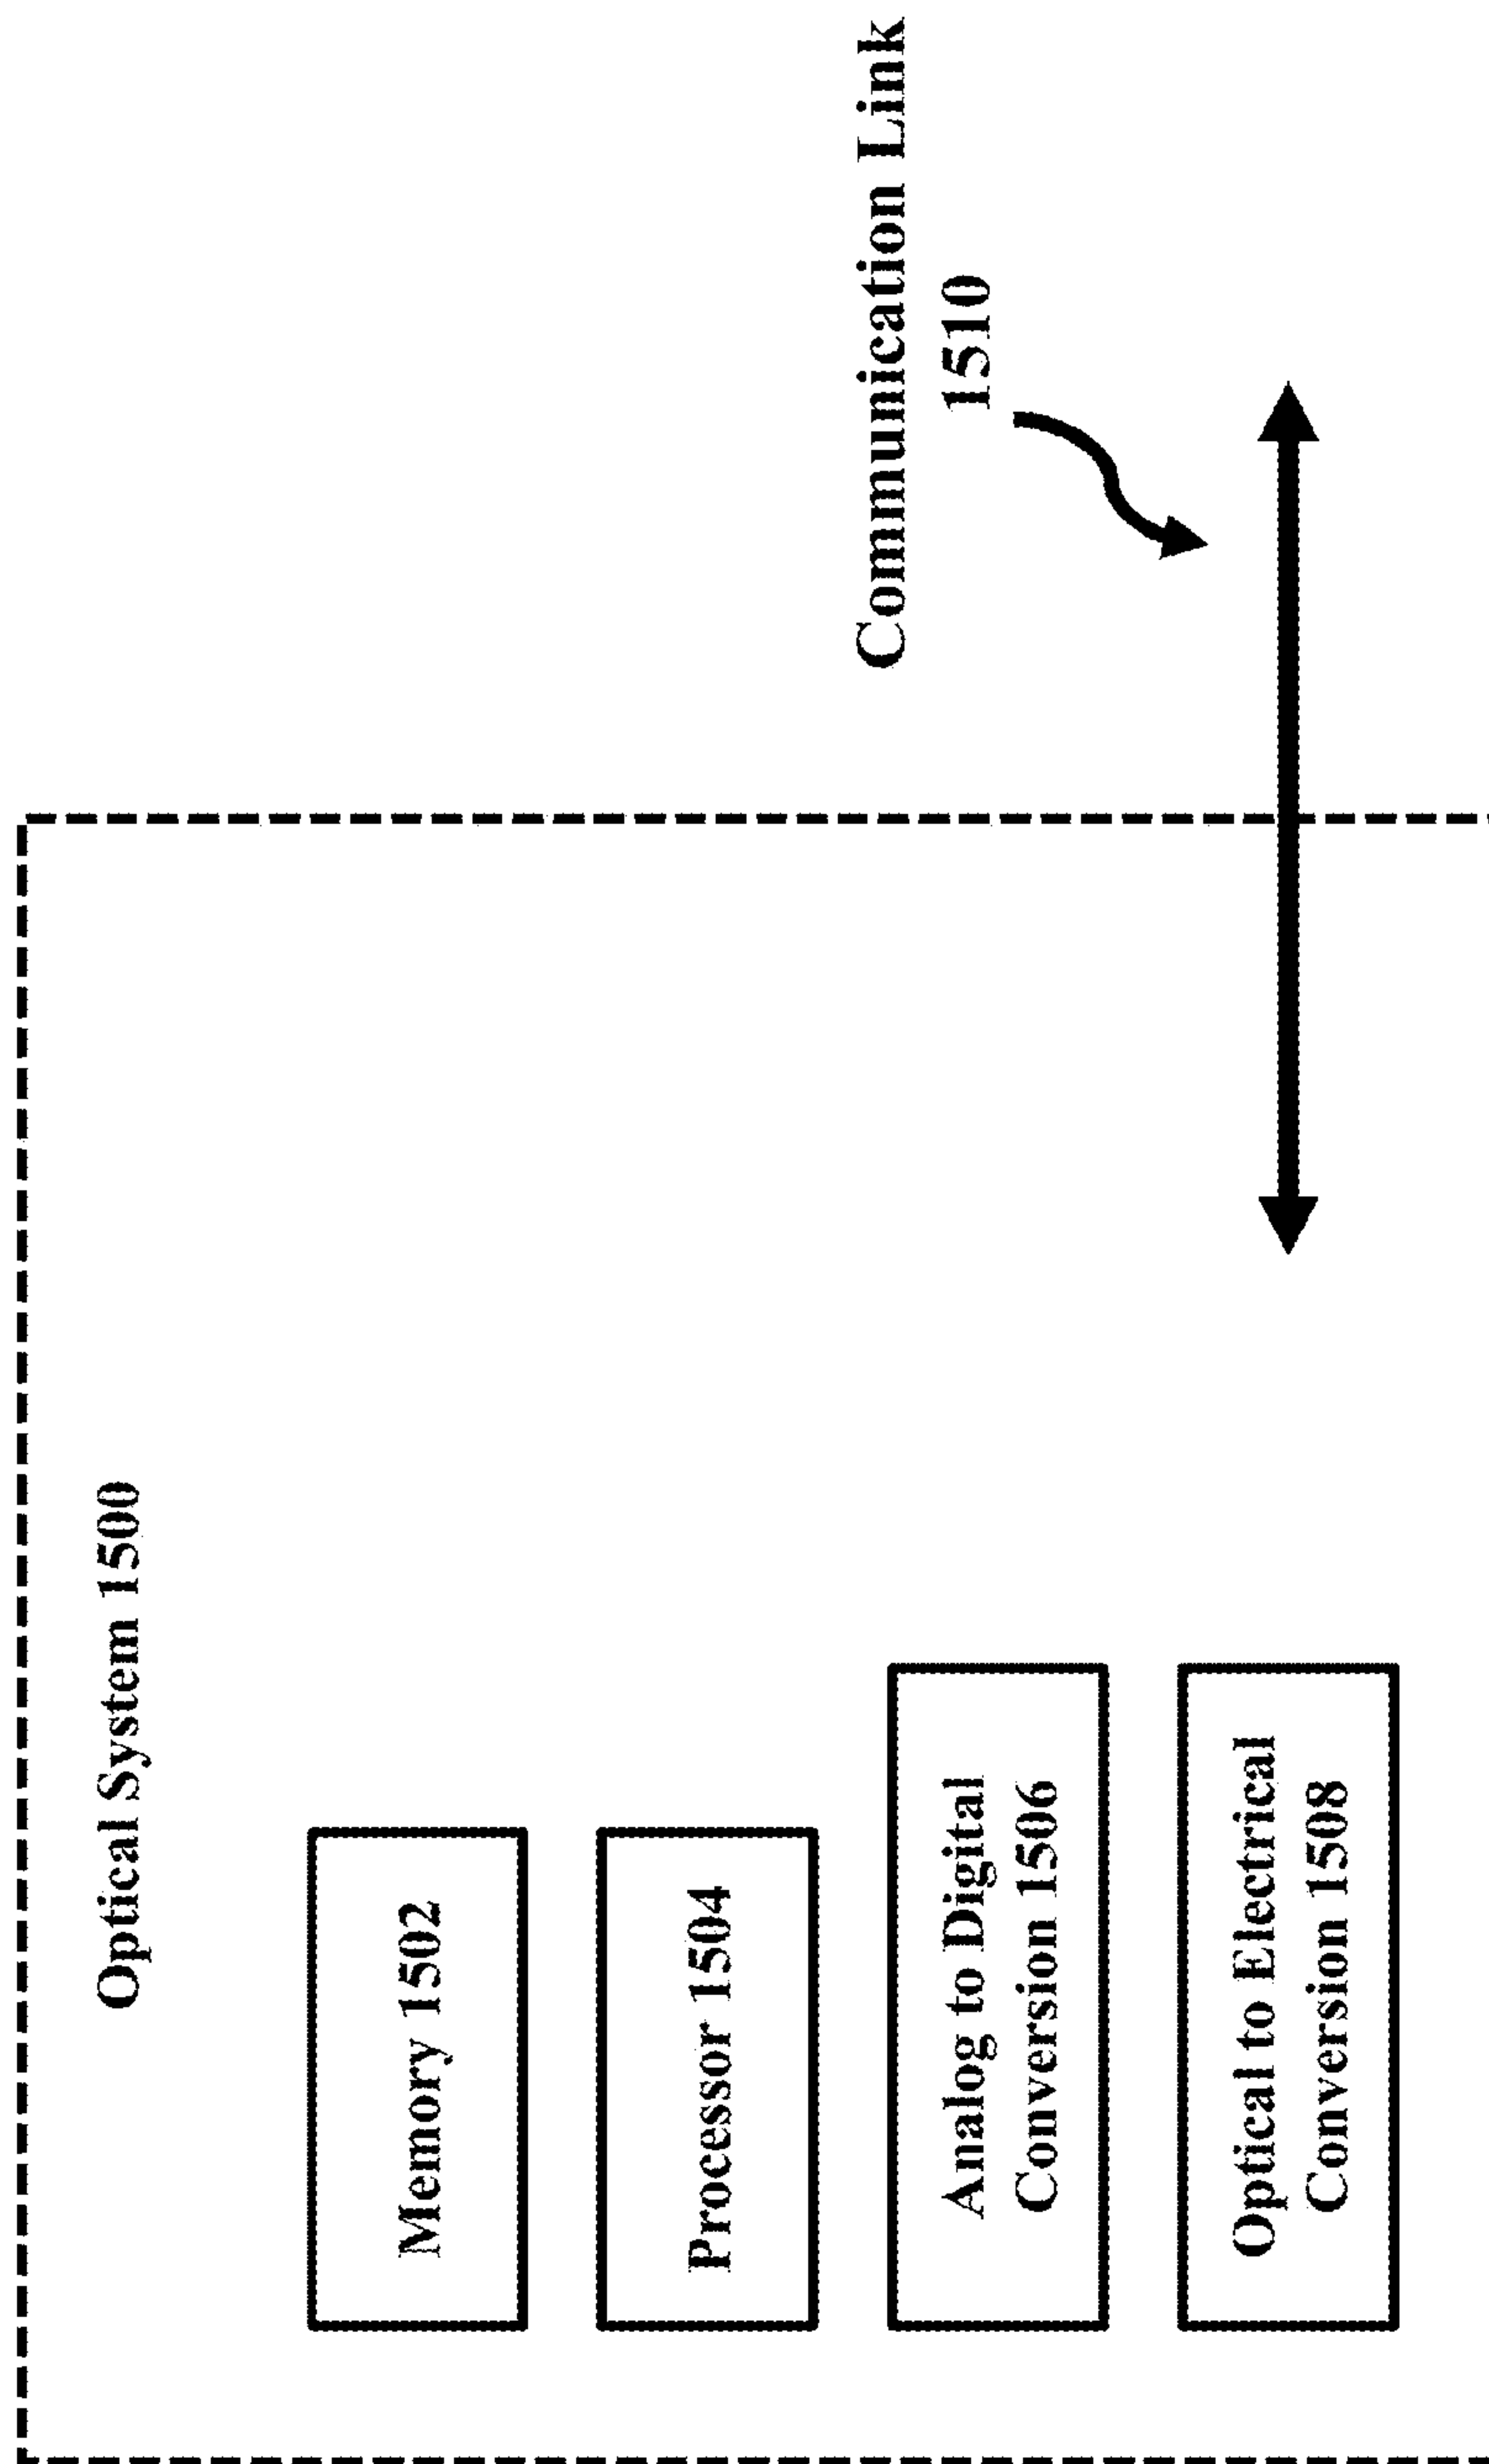 Optical System 1500
Memory 1502
Processor 1504
Analog to Digital
Conversion 1506
Optical to Electrical
Conversion 1508
Communication Link
1510